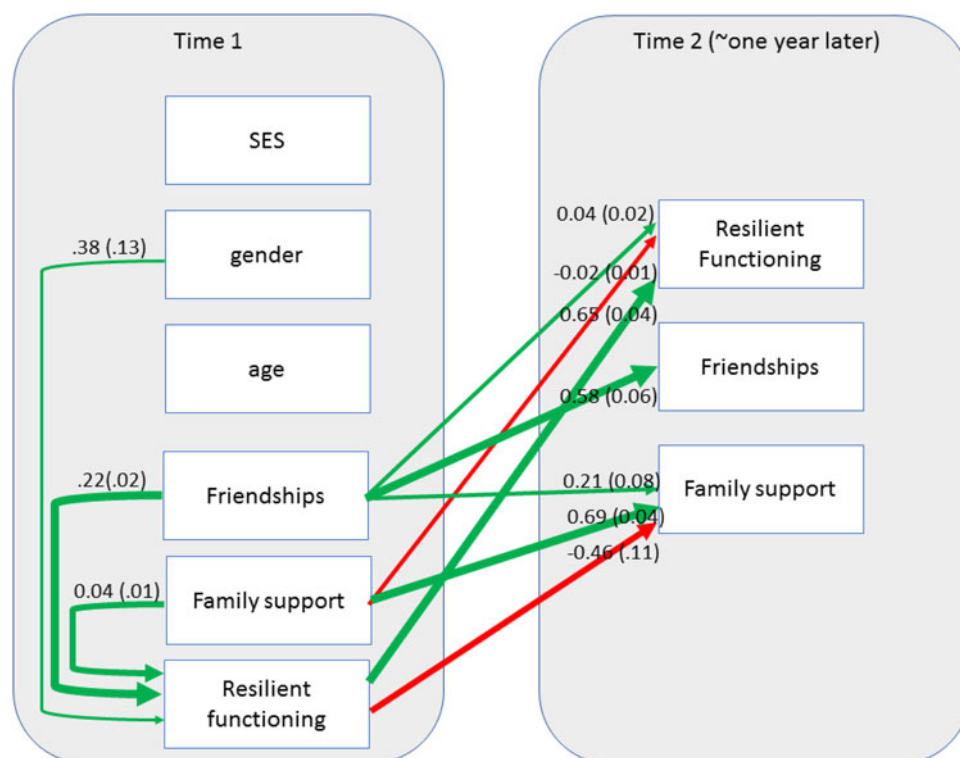 Time 1
SES
gender
.38 (.13)
age
Friendships
.22(.02)
Family support
0.04 (.01)
Resilient
functioning
Time 2 (~one year later)
0.04 (0.02)
Resilient
Functioning
-0.02 (0.01)
0.65 (0.04)
Friendships
0.58 (0.06)
0.21 (0.08)
Family support
0.69 (0.04)
-0.46 (.11)